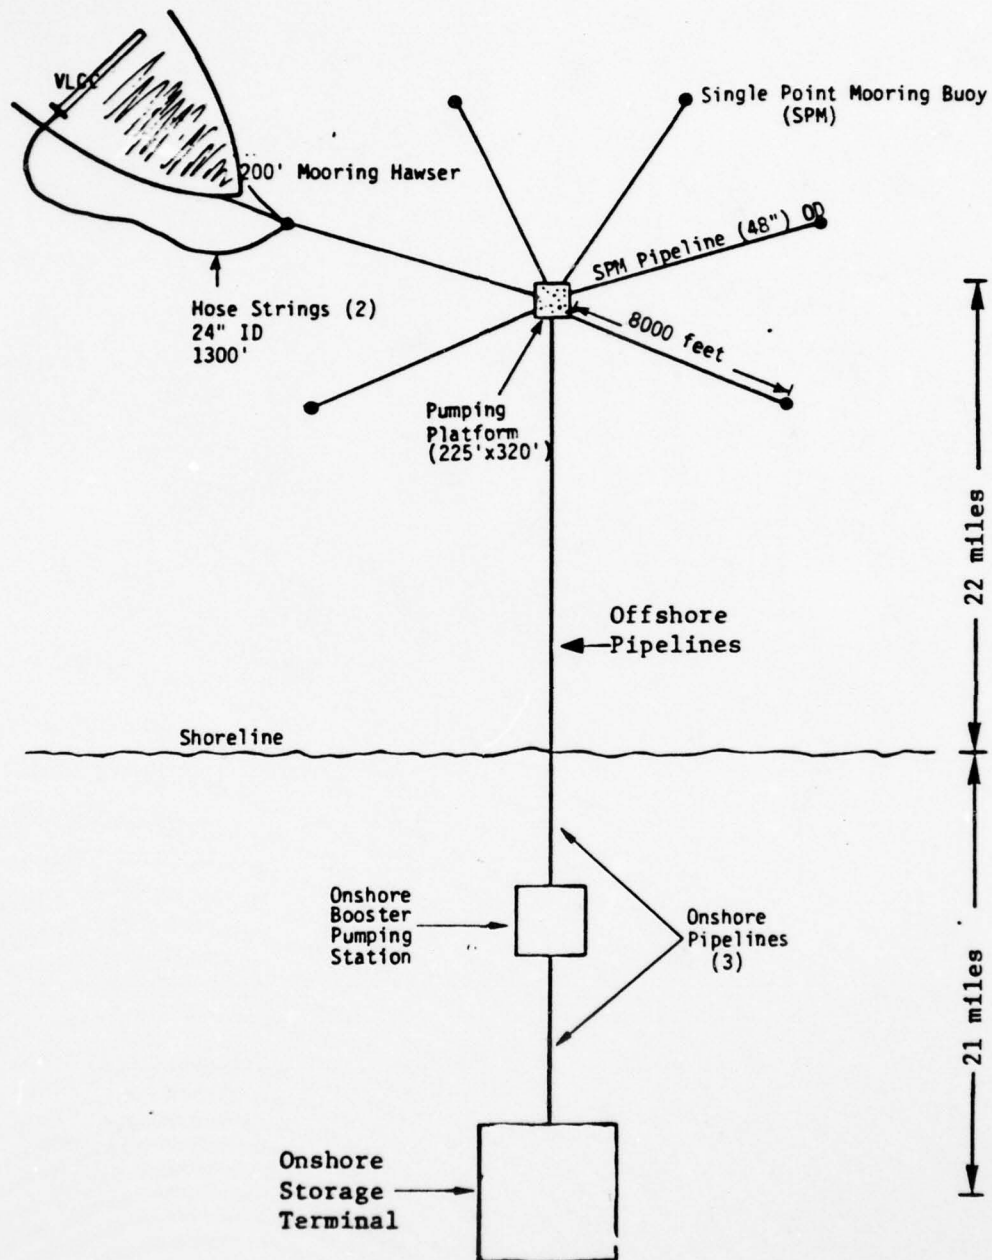 VLCC
Single Point Mooring Buoy
(SPM)
200' Mooring Hawser
SPM Pipeline (48") OD
Hose Strings (2)
24" ID
1300'
8000 feet
Pumping
Platform
(225'x320')
22 miles
Offshore
Pipelines
Shoreline
Onshore
Booster
Pumping
Station
Onshore
Pipelines
(3)
21 miles
Onshore
Storage
Terminal